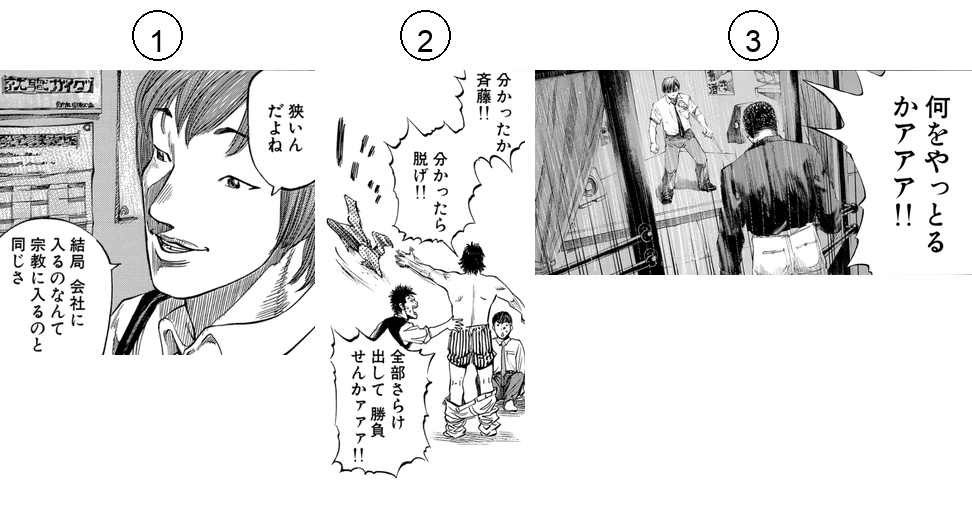 1
2
3
狭いん
だよね
結局 会社に
入るのなんて
宗教に入るのと
同じさ
分かったか
斉藤!!
分かったら
脱げ!!
全部さらけ
出して 勝負
せんかァァァ!!
何をやっとる
かアアア!!